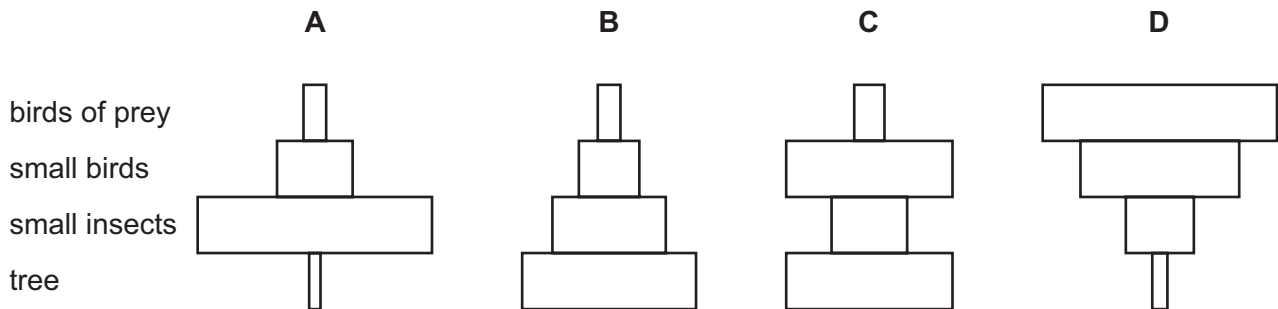 A B C D
birds of prey
small birds
small insects
tree